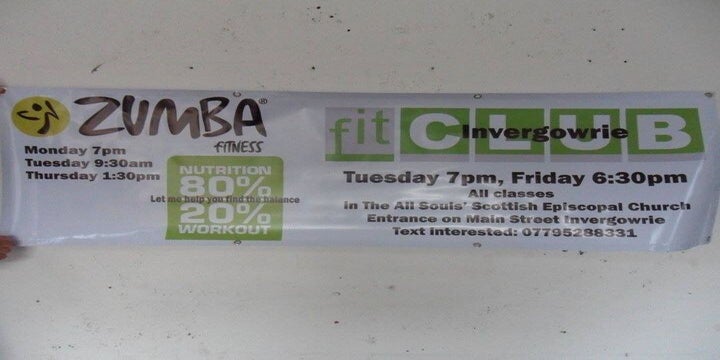 ZUMBA®
FITNESS
Monday 7pm
Tuesday 9:30am
Thursday 1:30pm
NUTRITION
80%
Let me help you find the balance
20%
WORKOUT
fit CLUB
Invergowrie
Tuesday 7pm, Friday 6:30pm
All classes
in The All Souls' Scottish Episcopal Church
Entrance on Main Street Invergowrie
Text interested: 07795288331